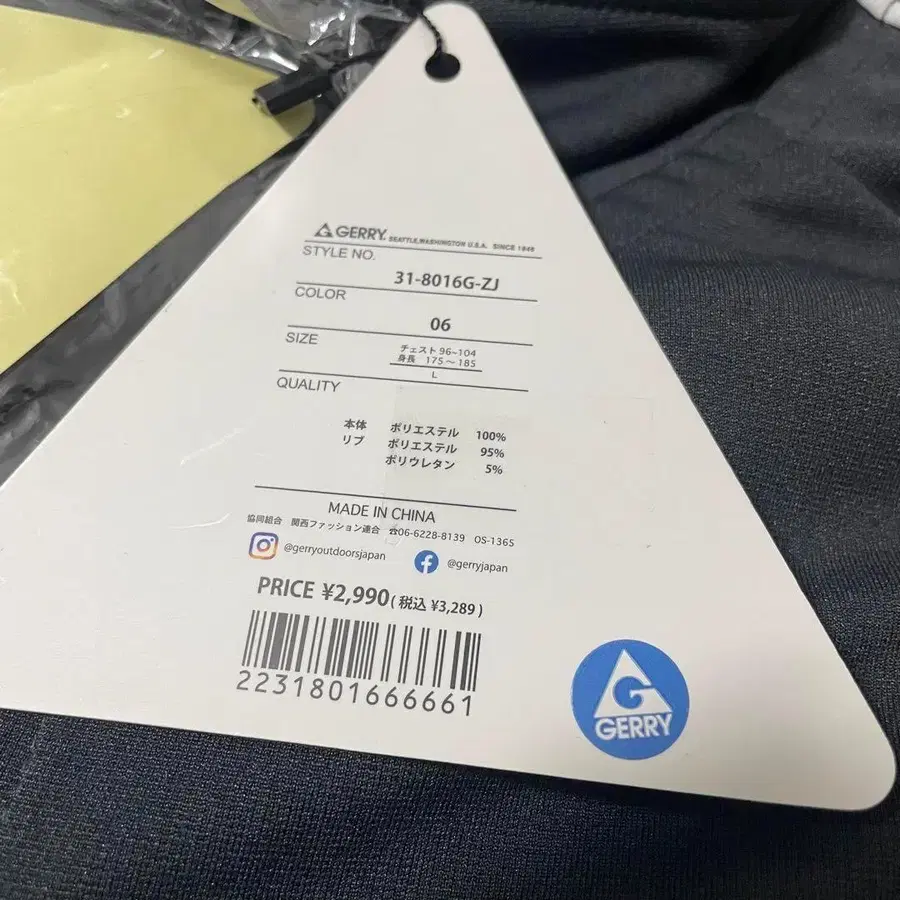 GERRY. SEATTLE,WASHINGTON U.S.A. SINCE 1946
STYLE NO.
31-8016G-ZJ
COLOR
06
SIZE
チェスト 96~104
身長 175~185
L
QUALITY
本体 ポリエステル 100%
リブ ポリエステル 95%
ポリウレタン 5%
MADE IN CHINA
協同組合 関西ファッション連合 ☎06-6228-8139 OS-1365
@gerryoutdoorsjapan @gerryjapan
PRICE ¥2,990(税込 ¥3,289)
2231801666661
G
GERRY